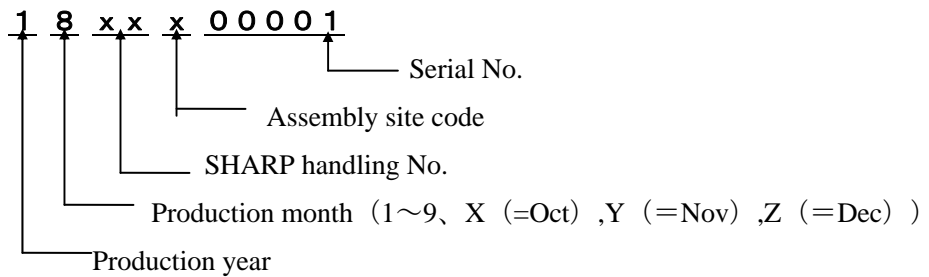 1 8 x x x 0 0 0 0 1
Serial No.
Assembly site code
SHARP handling No.
Production month（1～9、X（=Oct）,Y（＝Nov）,Z（＝Dec））
Production year